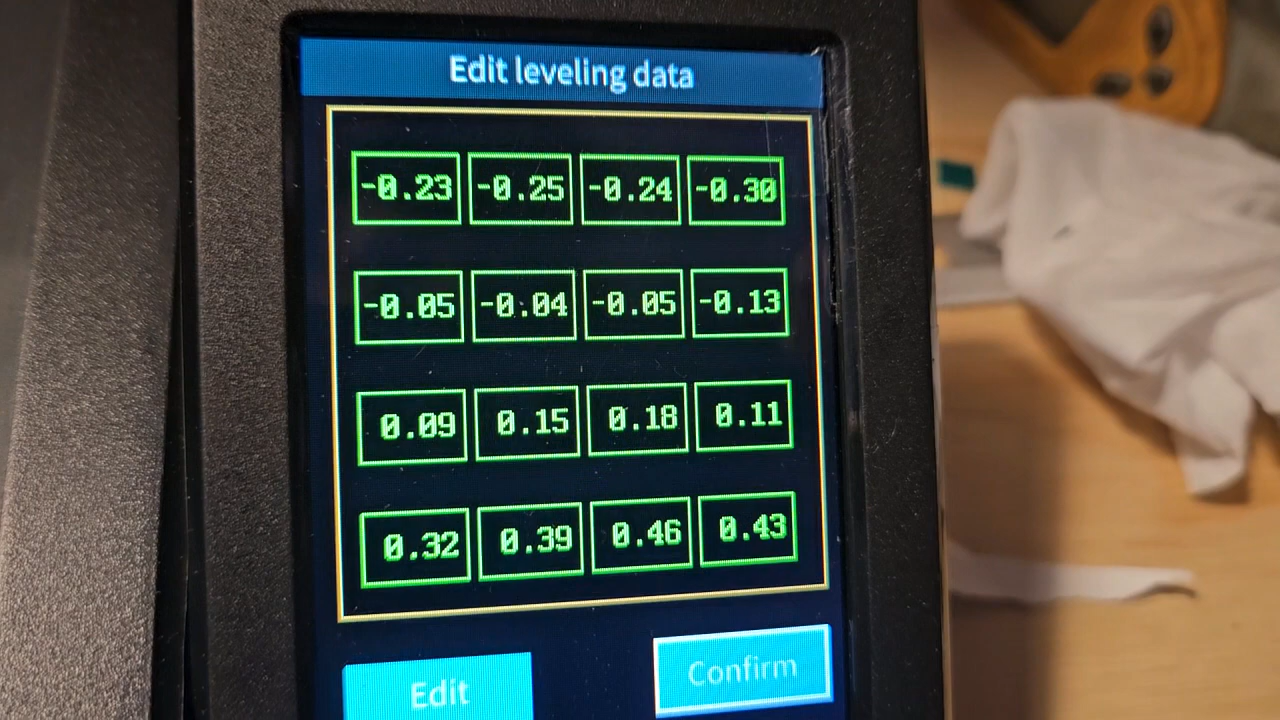 Edit leveling data
-0.23 -0.25 -0.24 -0.30
-0.05 -0.04 -0.05 -0.13
0.09 0.15 0.18 0.11
0.32 0.39 0.46 0.43
Edit Confirm